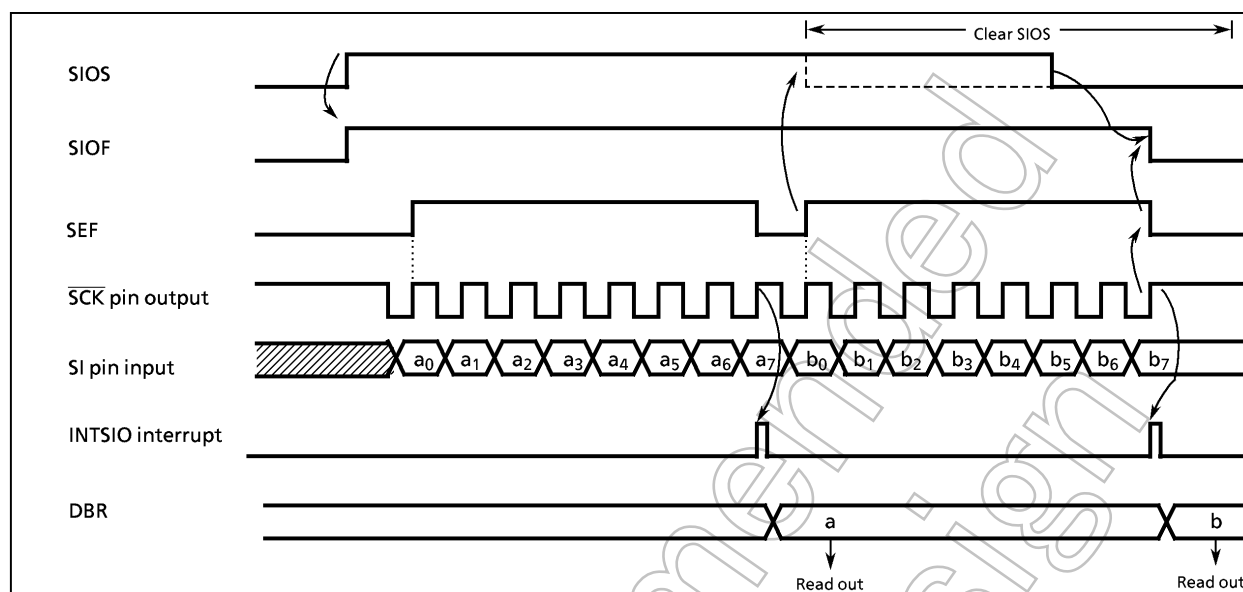 Clear SIOS
SIOS
SIOF
SEF
SCK pin output
SI pin input
a0 a1 a2 a3 a4 a5 a6 a7 b0 b1 b2 b3 b4 b5 b6 b7
INTSIO interrupt
DBR
a
b
Read out
Read out